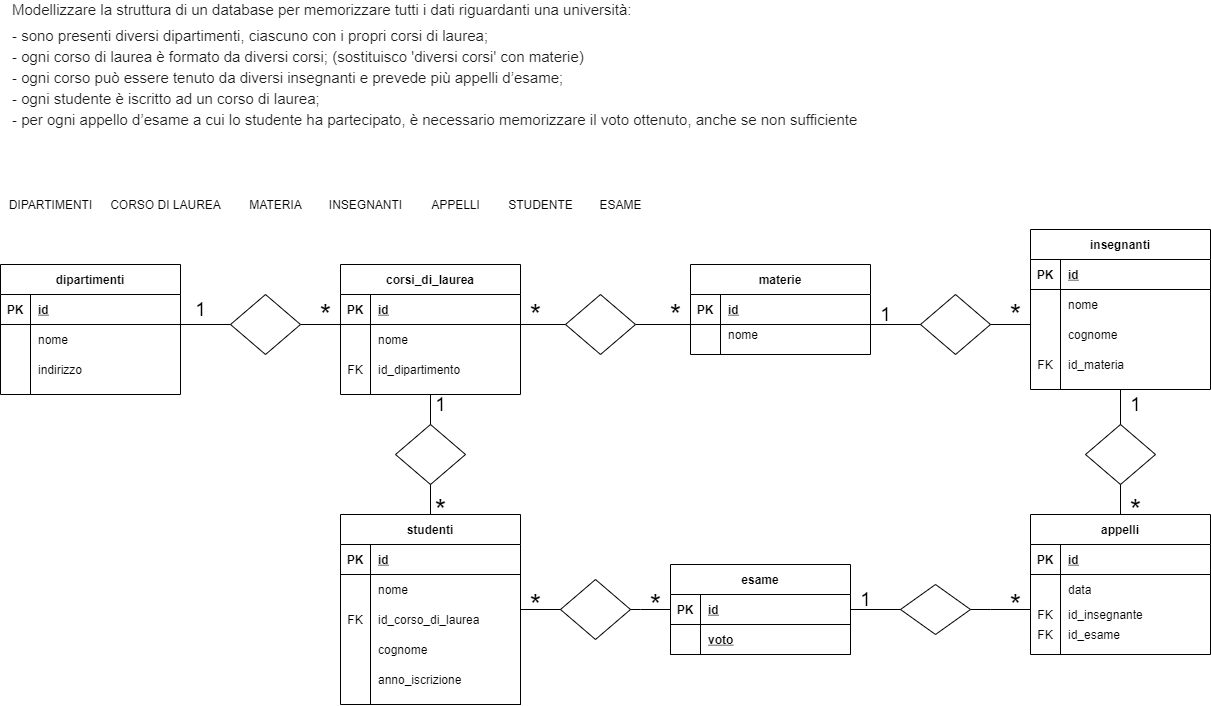 Modellizzare la struttura di un database per memorizzare tutti i dati riguardanti una università:
- sono presenti diversi dipartimenti, ciascuno con i propri corsi di laurea;
- ogni corso di laurea è formato da diversi corsi; (sostituisco 'diversi corsi' con materie)
- ogni corso può essere tenuto da diversi insegnanti e prevede più appelli d'esame;
- ogni studente è iscritto ad un corso di laurea;
- per ogni appello d'esame a cui lo studente ha partecipato, è necessario memorizzare il voto ottenuto, anche se non sufficiente
DIPARTIMENTI CORSO DI LAUREA MATERIA INSEGNANTI APPELLI STUDENTE ESAME
dipartimenti
PK id
nome
indirizzo
1 *
corsi_di_laurea
PK id
nome
FK id_dipartimento
* *
materie
PK id
nome
1 *
insegnanti
PK id
nome
cognome
FK id_materia
1
*
1
*
studenti
PK id
nome
FK id_corso_di_laurea
cognome
anno_iscrizione
* *
esame
PK id
voto
1 *
appelli
PK id
data
FK id_insegnante
FK id_esame